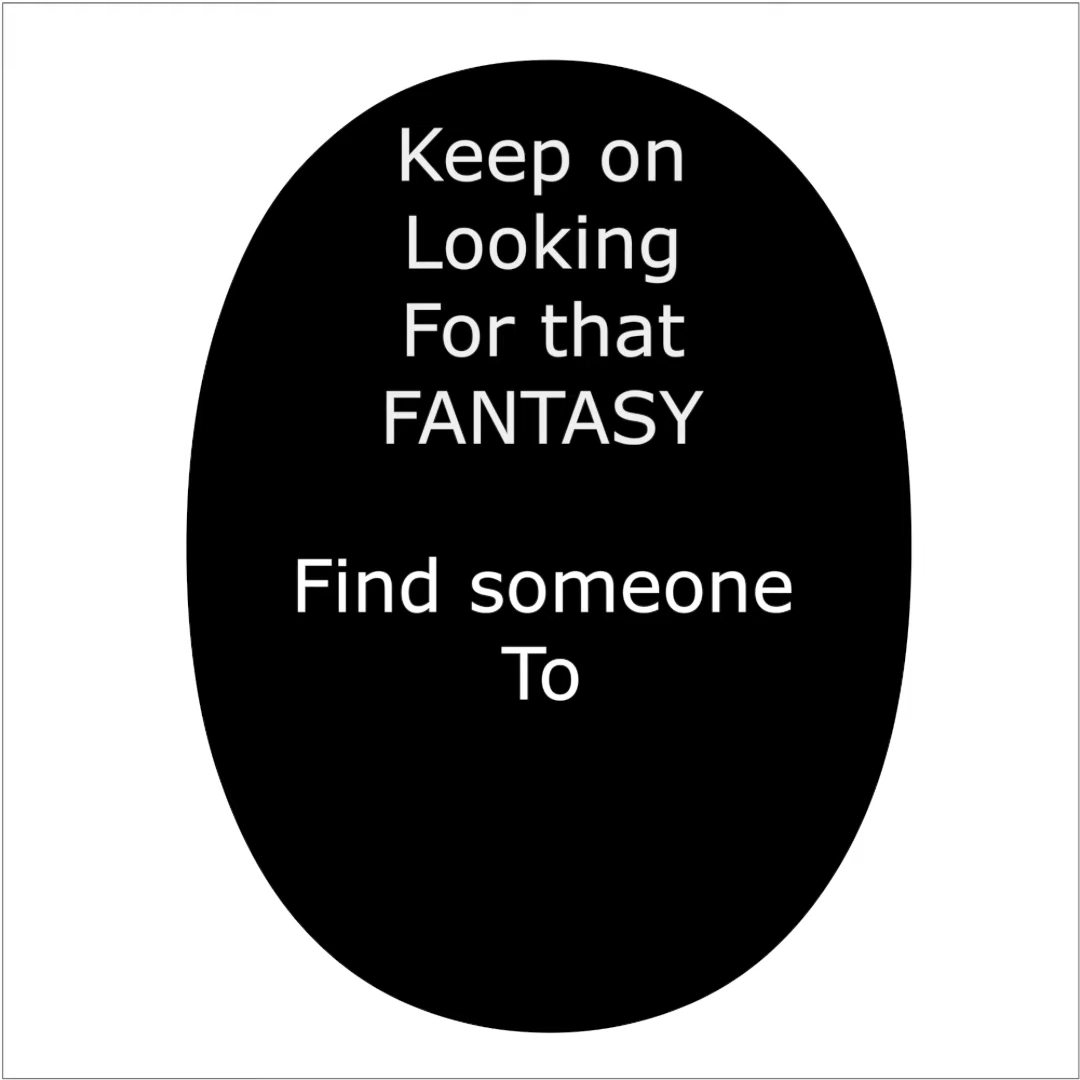 Keep on
Looking
For that
FANTASY
Find someone
To